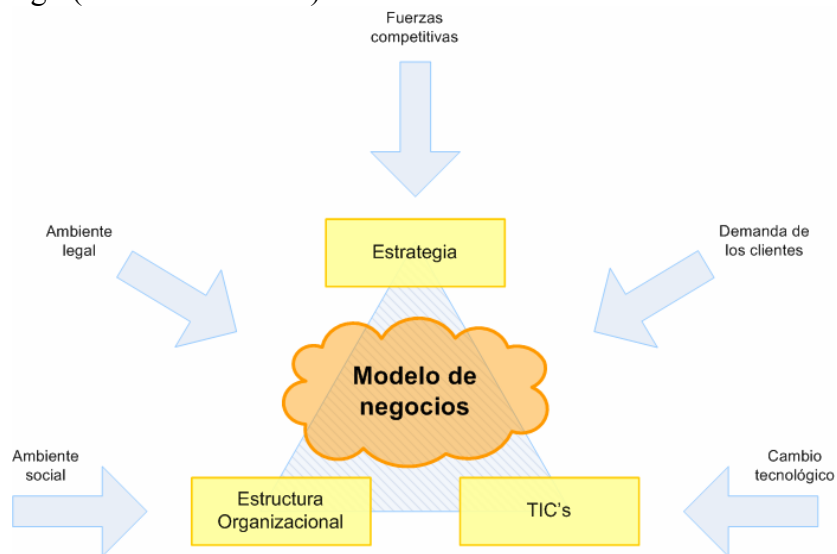 Fuerzas
competitivas
Ambiente
legal
Estrategia
Demanda de
los clientes
Modelo de
negocios
Ambiente
social
Estructura
Organizacional
TIC's
Cambio
tecnológico